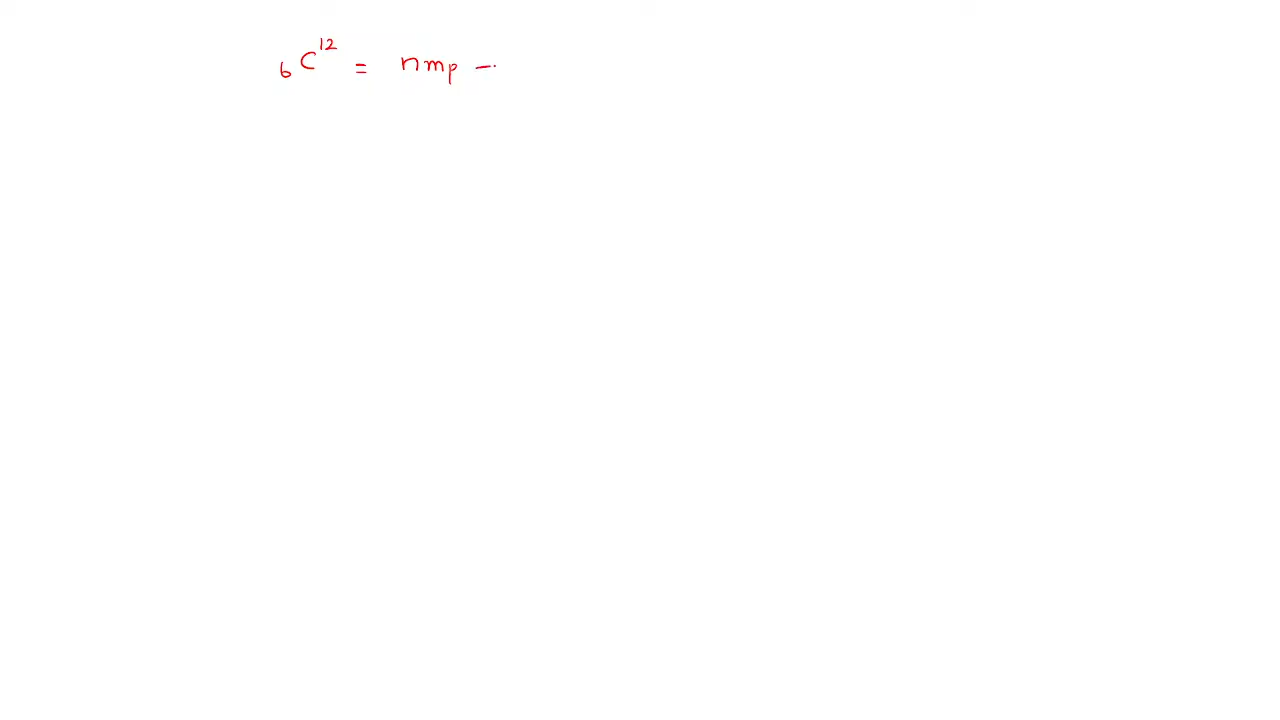 ₆C¹² = nmp –